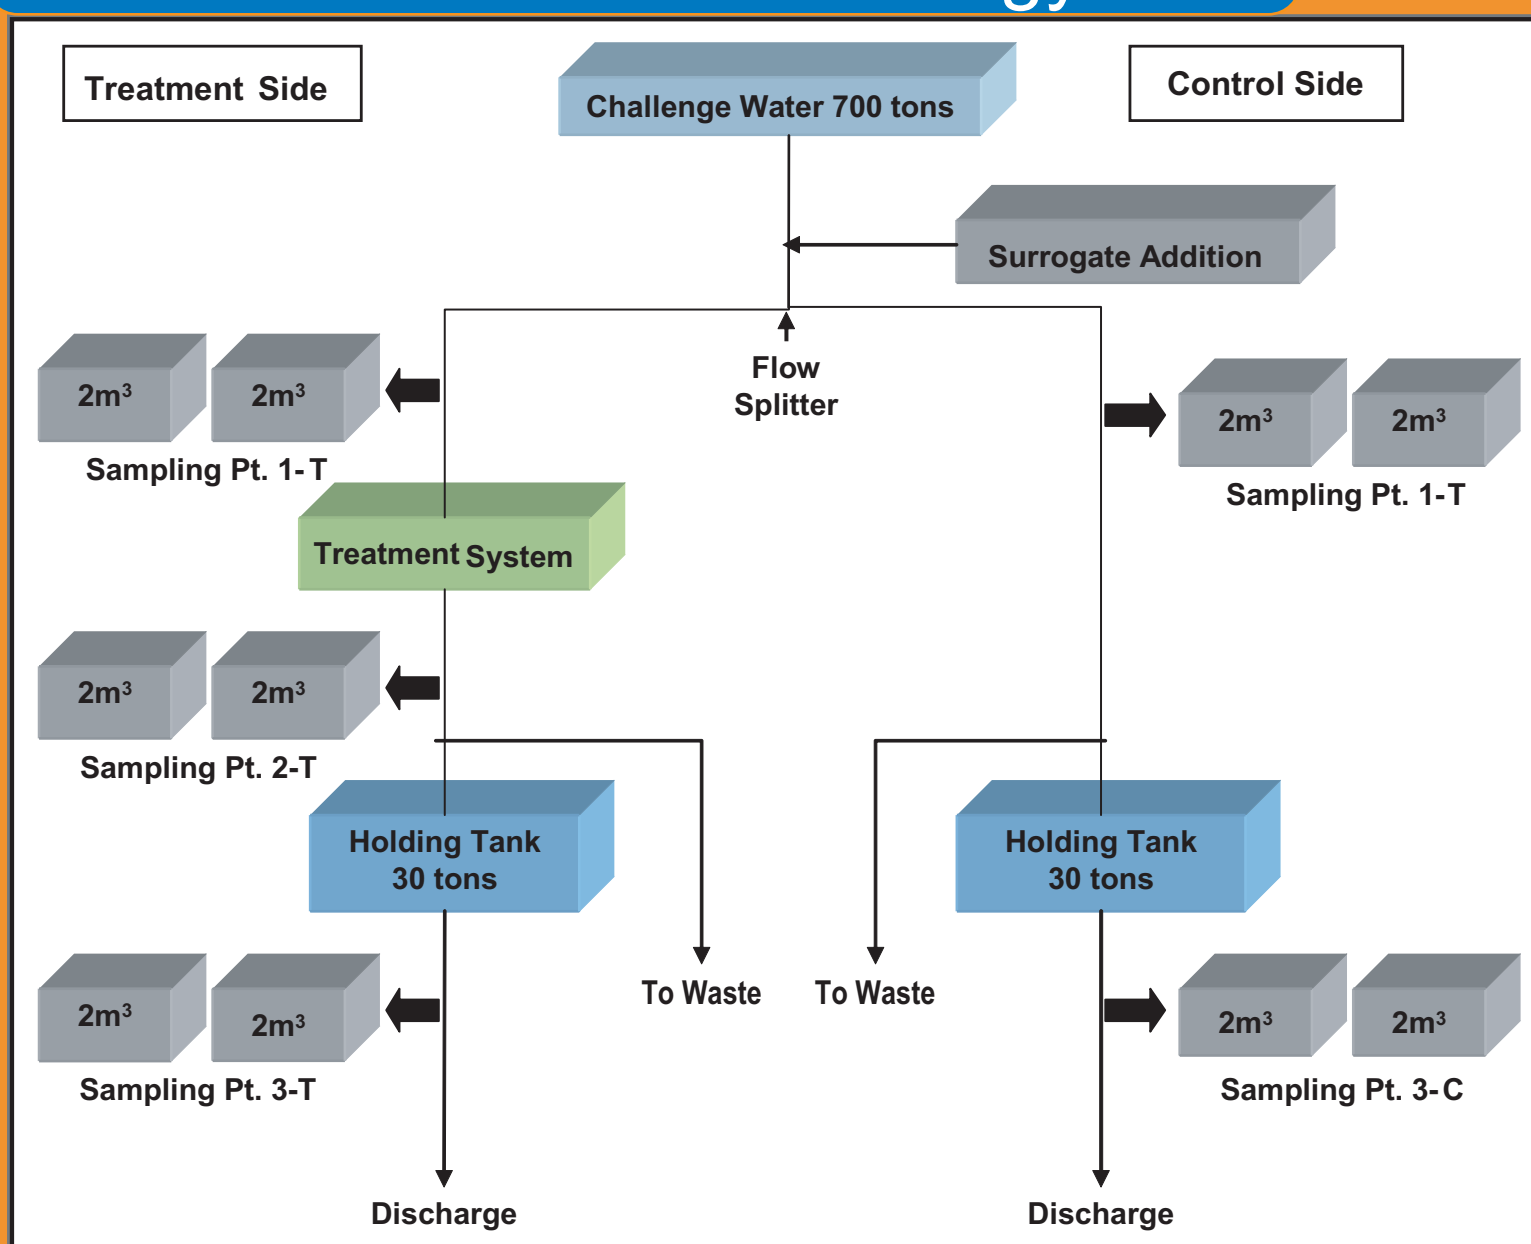 Treatment Side
Challenge Water 700 tons
Control Side
Surrogate Addition
Flow
Splitter
2m³ 2m³
Sampling Pt. 1-T
2m³ 2m³
Sampling Pt. 1-T
Treatment System
2m³ 2m³
Sampling Pt. 2-T
Holding Tank
30 tons
Holding Tank
30 tons
To Waste
To Waste
2m³ 2m³
Sampling Pt. 3-T
2m³ 2m³
Sampling Pt. 3-C
Discharge
Discharge